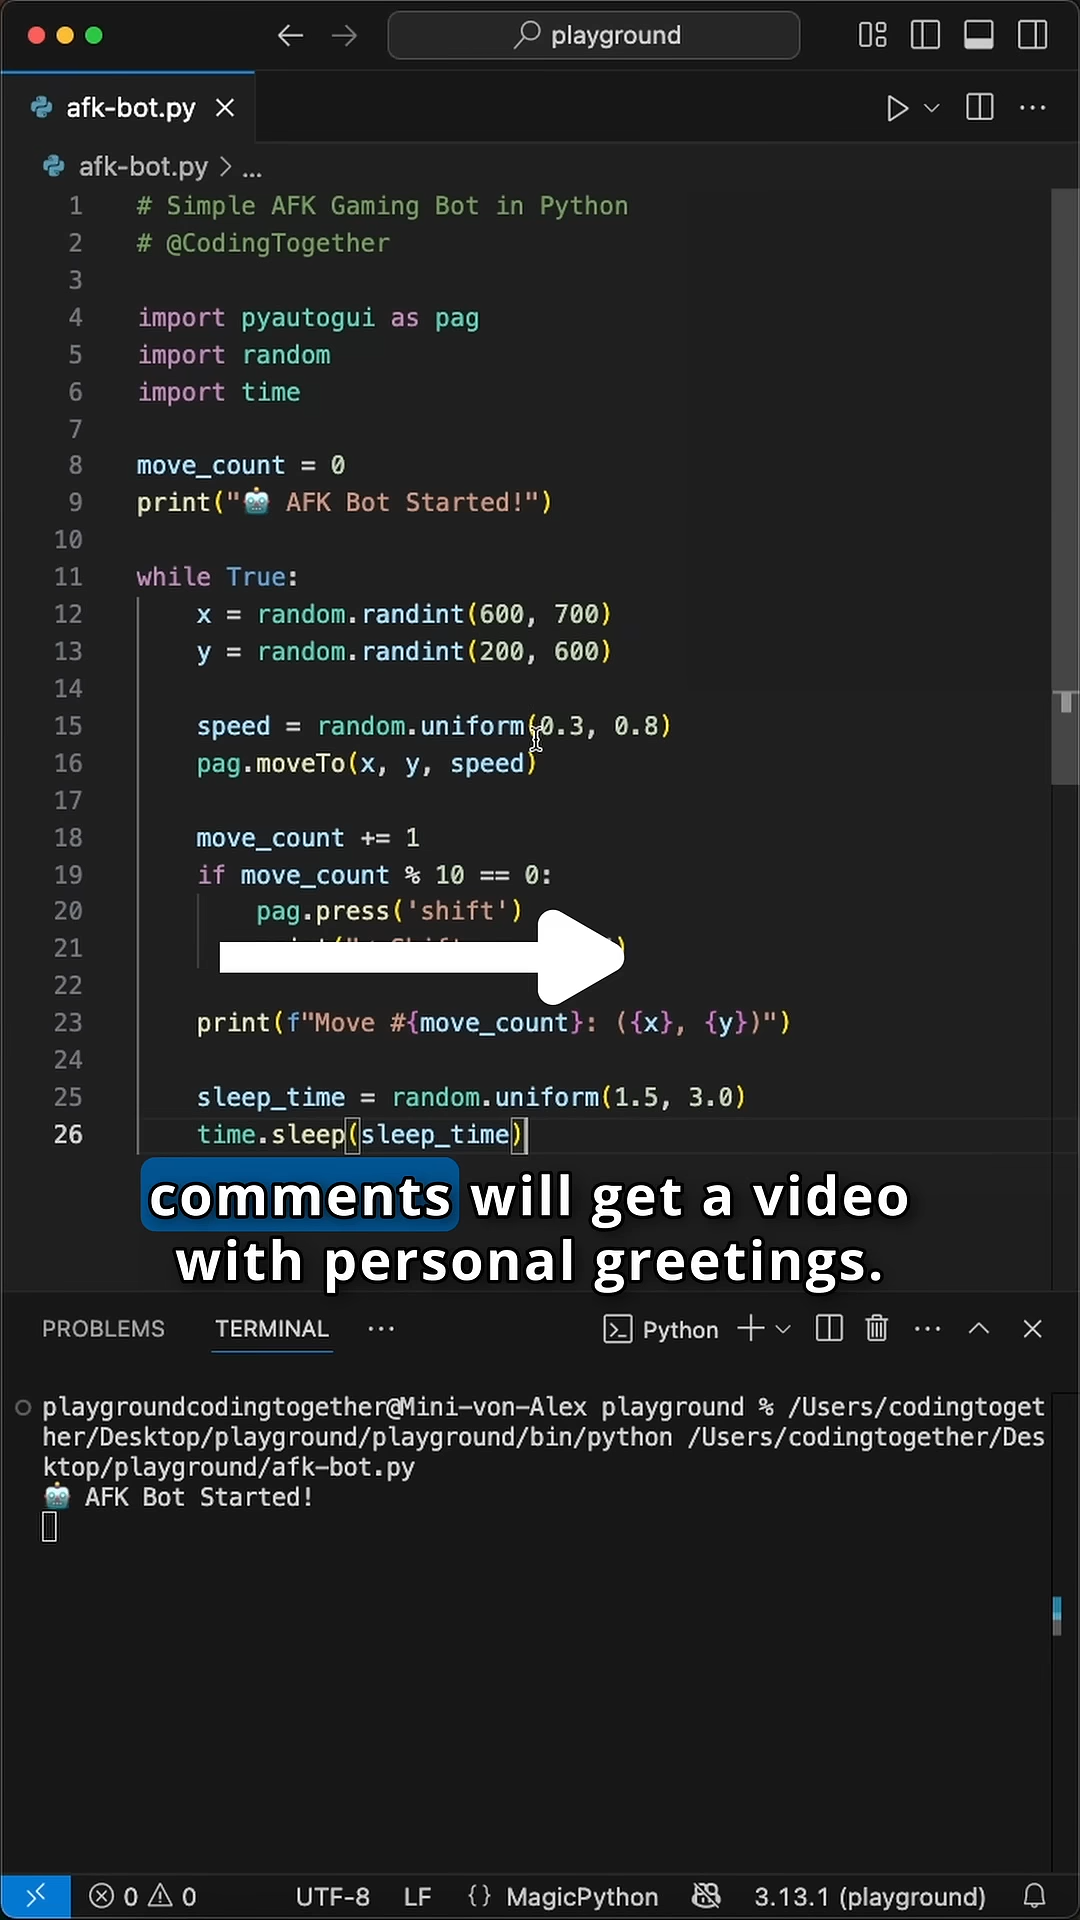 playground
afk-bot.py
afk-bot.py > ...
1 # Simple AFK Gaming Bot in Python
2 # @CodingTogether
3
4 import pyautogui as pag
5 import random
6 import time
7
8 move_count = 0
9 print("🤖 AFK Bot Started!")
10
11 while True:
12 x = random.randint(600, 700)
13 y = random.randint(200, 600)
14
15 speed = random.uniform(0.3, 0.8)
16 pag.moveTo(x, y, speed)
17
18 move_count += 1
19 if move_count % 10 == 0:
20 pag.press('shift')
21
22
23 print(f"Move #{move_count}: ({x}, {y})")
24
25 sleep_time = random.uniform(1.5, 3.0)
26 time.sleep(sleep_time)
comments will get a video
with personal greetings.
PROBLEMS TERMINAL ... Python
playgroundcodingtogether@Mini-von-Alex playground % /Users/codingtoget
her/Desktop/playground/playground/bin/python /Users/codingtogether/Des
ktop/playground/afk-bot.py
🤖 AFK Bot Started!
0 0 UTF-8 LF {} MagicPython 3.13.1 (playground)